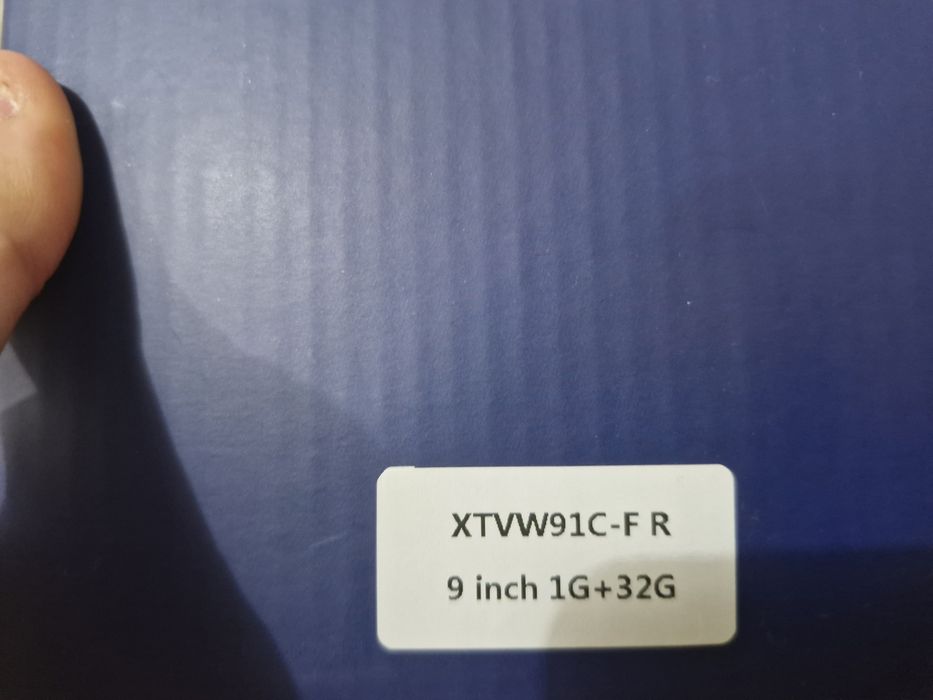 XTVW91C-F R
9 inch 1G+32G